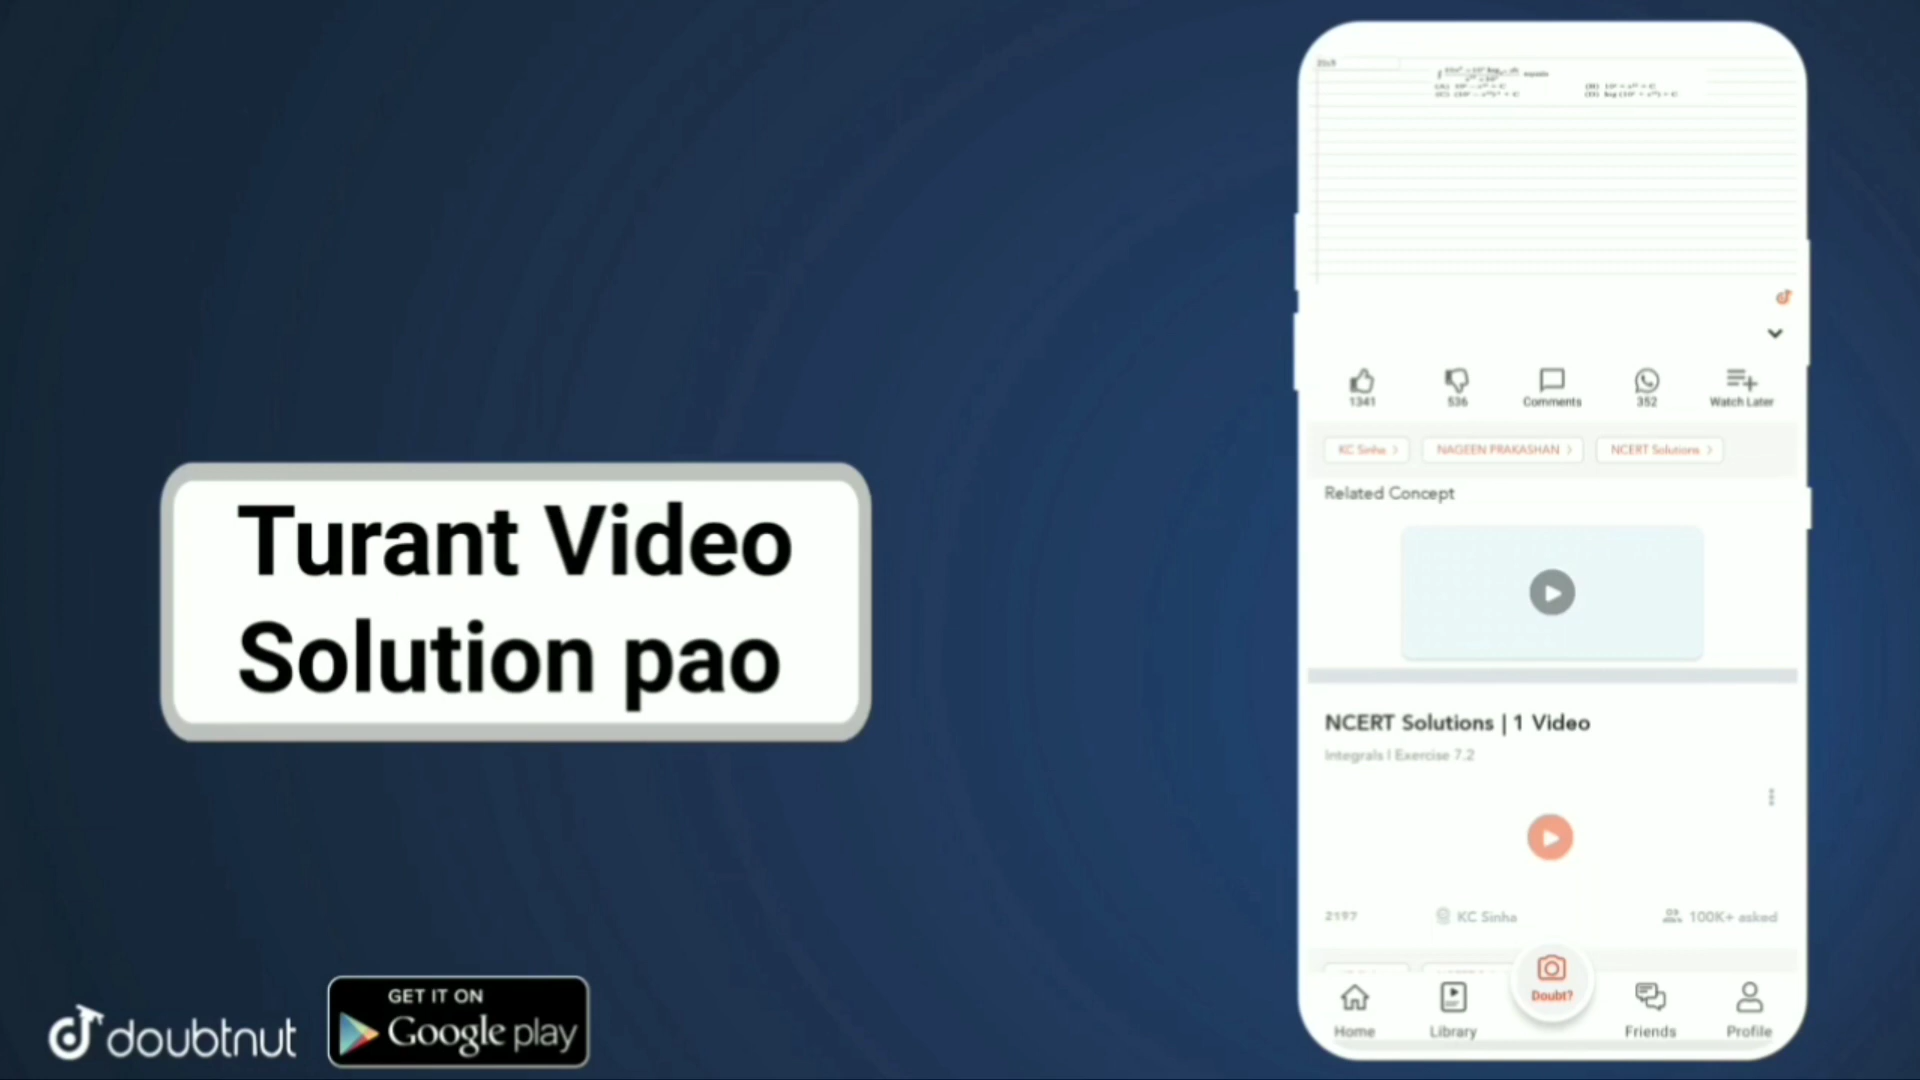 Turant Video
Solution pao
doubtnut
GET IT ON
Google play
1341
536
Comments
352
Watch Later
KC Sinha
NAGEEN PRAKASHAN
NCERT Solutions
Related Concept
NCERT Solutions | 1 Video
Integrals | Exercise 7.2
2197
KC Sinha
100K+ asked
Doubt?
Home
Library
Friends
Profile